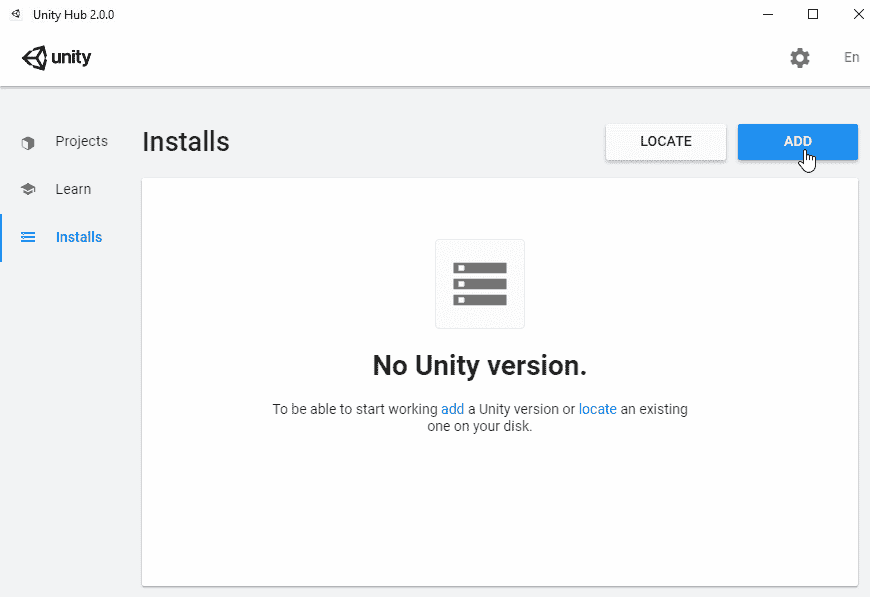 Unity Hub 2.0.0
unity
En
Projects
Learn
Installs
Installs
LOCATE
ADD
No Unity version.
To be able to start working add a Unity version or locate an existing
one on your disk.